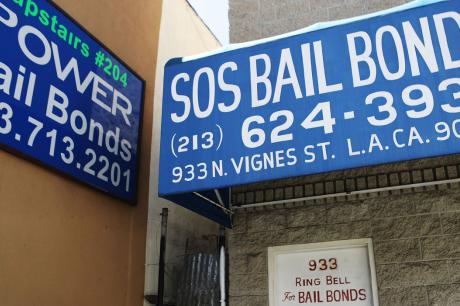 upstairs #204
POWER
ail Bonds
3.713.2201
SOS BAIL BOND
(213) 624-393
933 N. VIGNES ST. L.A. CA. 90
933
RING BELL
For BAIL BONDS